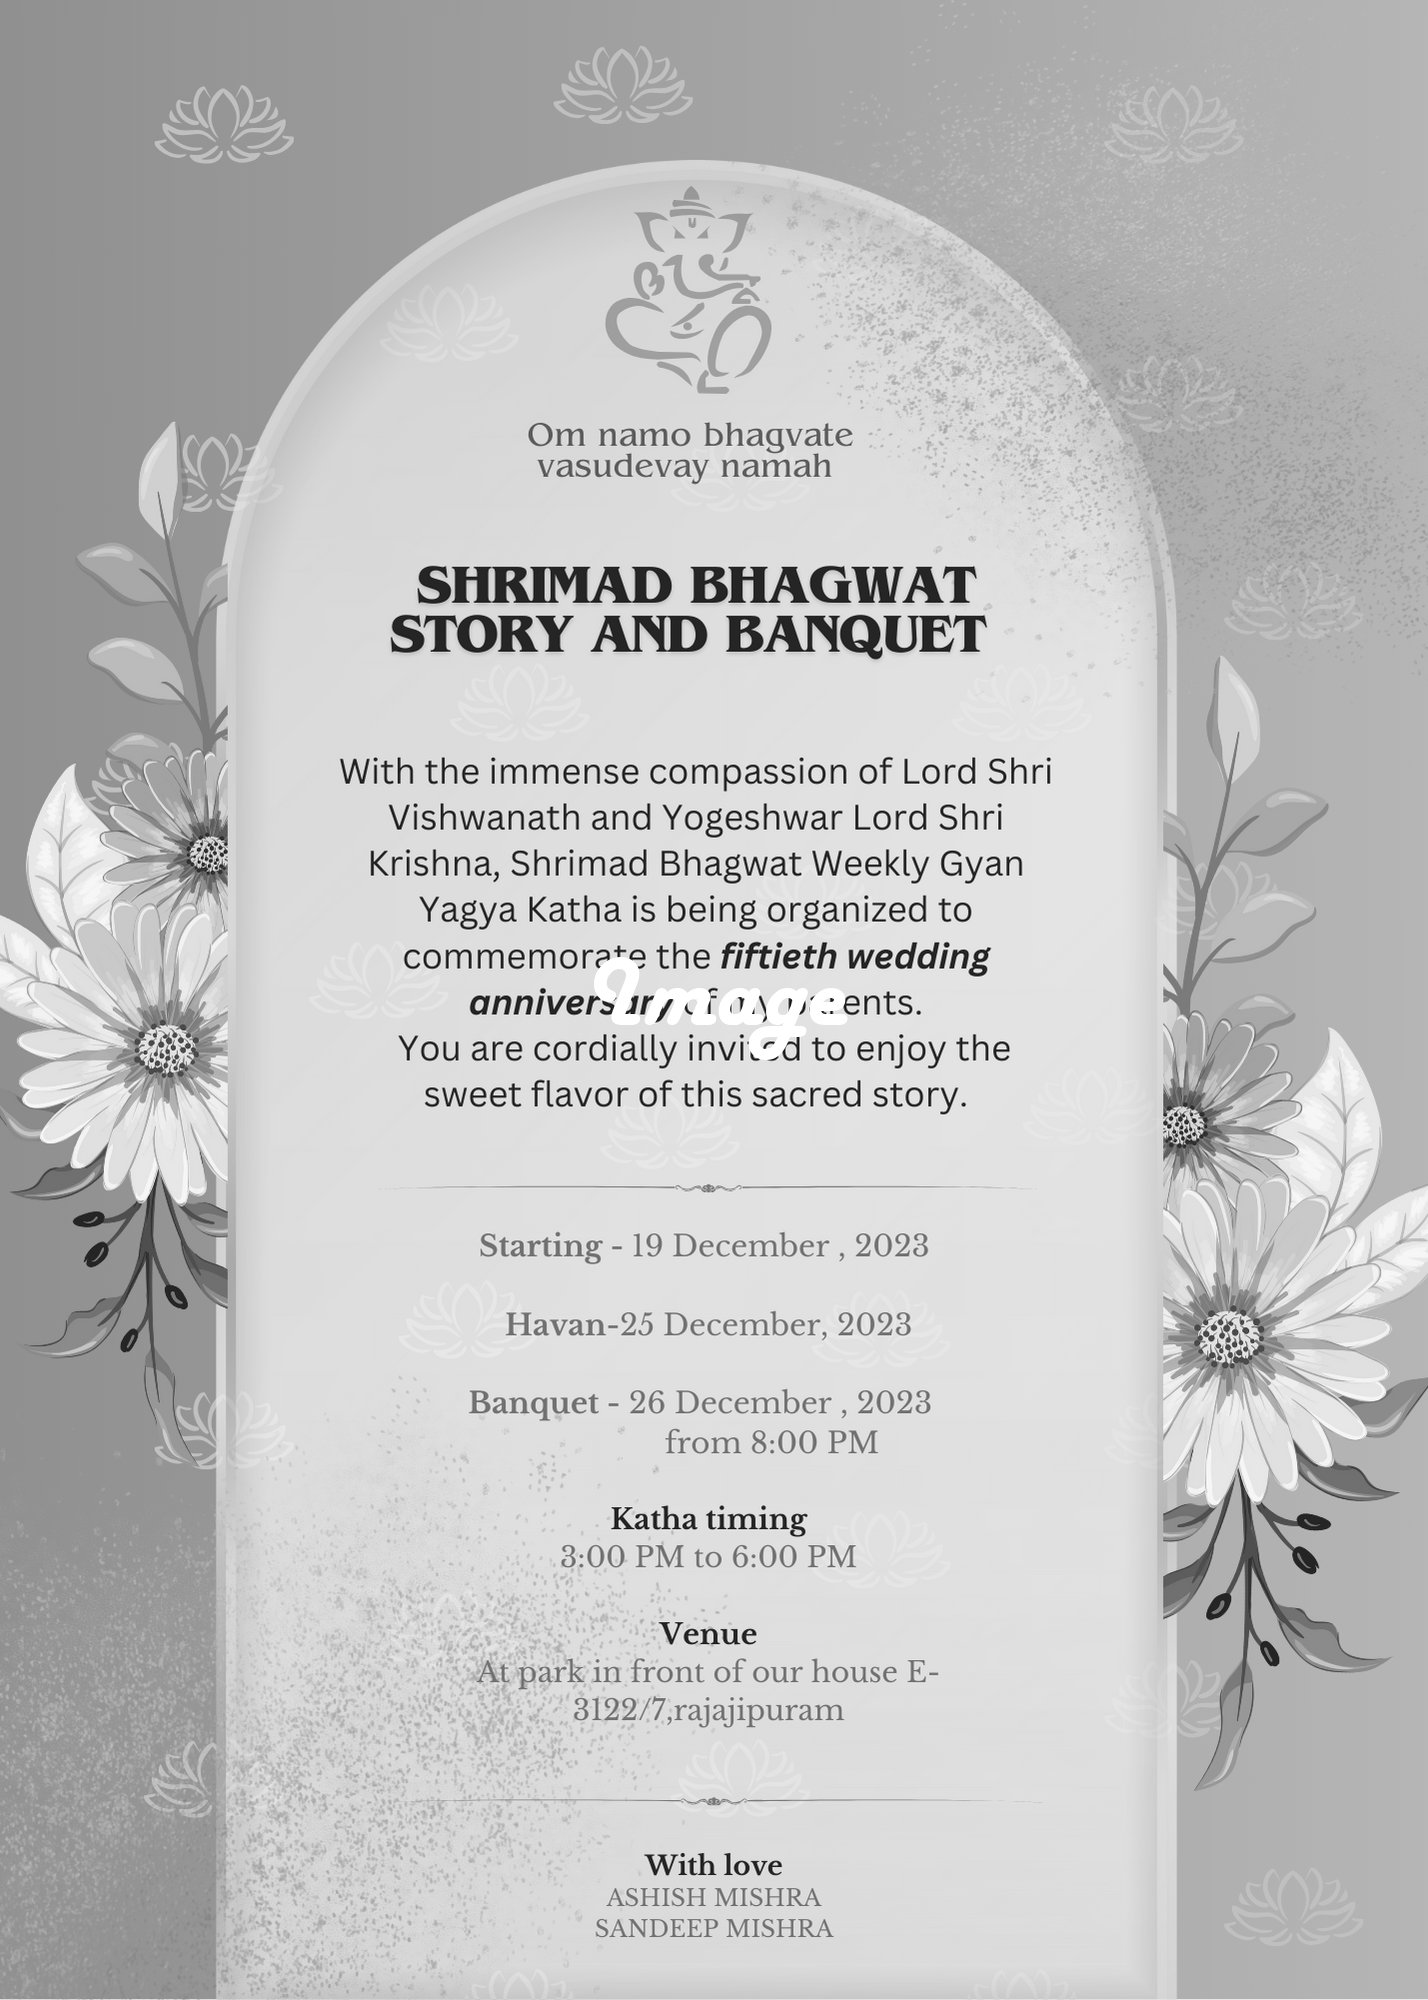 Om namo bhagvate
vasudevay namah
SHRIMAD BHAGWAT
STORY AND BANQUET
With the immense compassion of Lord Shri
Vishwanath and Yogeshwar Lord Shri
Krishna, Shrimad Bhagwat Weekly Gyan
Yagya Katha is being organized to
commemorate the fiftieth wedding
anniversary of my parents.
Image
You are cordially invited to enjoy the
sweet flavor of this sacred story.
Starting - 19 December , 2023
Havan-25 December, 2023
Banquet - 26 December , 2023
from 8:00 PM
Katha timing
3:00 PM to 6:00 PM
Venue
At park in front of our house E-
3122/7,rajajipuram
With love
ASHISH MISHRA
SANDEEP MISHRA